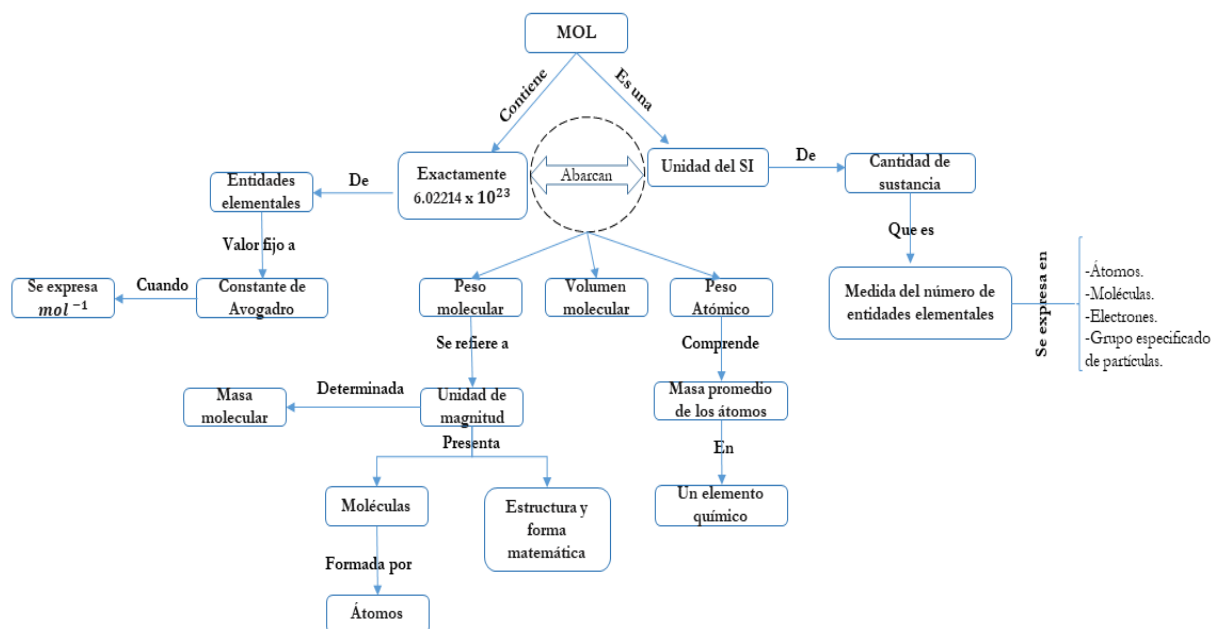 MOL
Contiene
Es una
Exactamente
6.02214 x 10²³
Abarcan
Unidad del SI
De
Cantidad de
sustancia
De
Entidades
elementales
Valor fijo a
Constante de
Avogadro
Cuando
Se expresa
mol ⁻¹
Que es
Medida del número de
entidades elementales
Se expresa en
-Átomos.
-Moléculas.
-Electrones.
-Grupo especificado
de partículas.
Peso
molecular
Volumen
molecular
Peso
Atómico
Se refiere a
Comprende
Unidad de
magnitud
Determinada
Masa
molecular
Masa promedio
de los átomos
Presenta
En
Moléculas
Estructura y
forma
matemática
Un elemento
químico
Formada por
Átomos